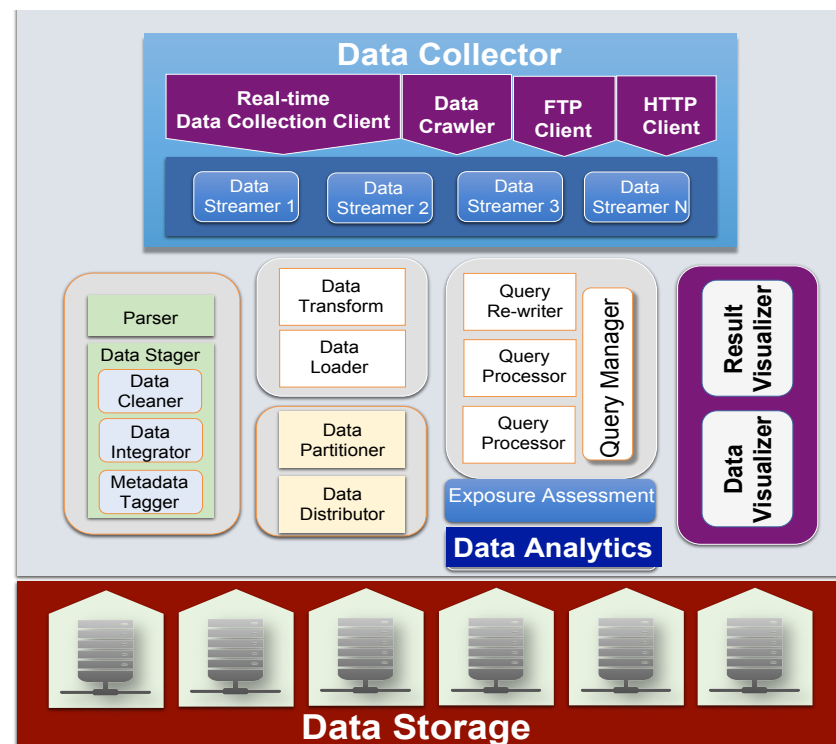 Data Collector
Real-time
Data Collection Client
Data
Crawler
FTP
Client
HTTP
Client
Data
Streamer 1
Data
Streamer 2
Data
Streamer 3
Data
Streamer N
Parser
Data Stager
Data
Cleaner
Data
Integrator
Metadata
Tagger
Data
Transform
Data
Loader
Data
Partitioner
Data
Distributor
Query
Re-writer
Query
Processor
Query
Processor
Query Manager
Exposure Assessment
Data Analytics
Result
Visualizer
Data
Visualizer
Data Storage